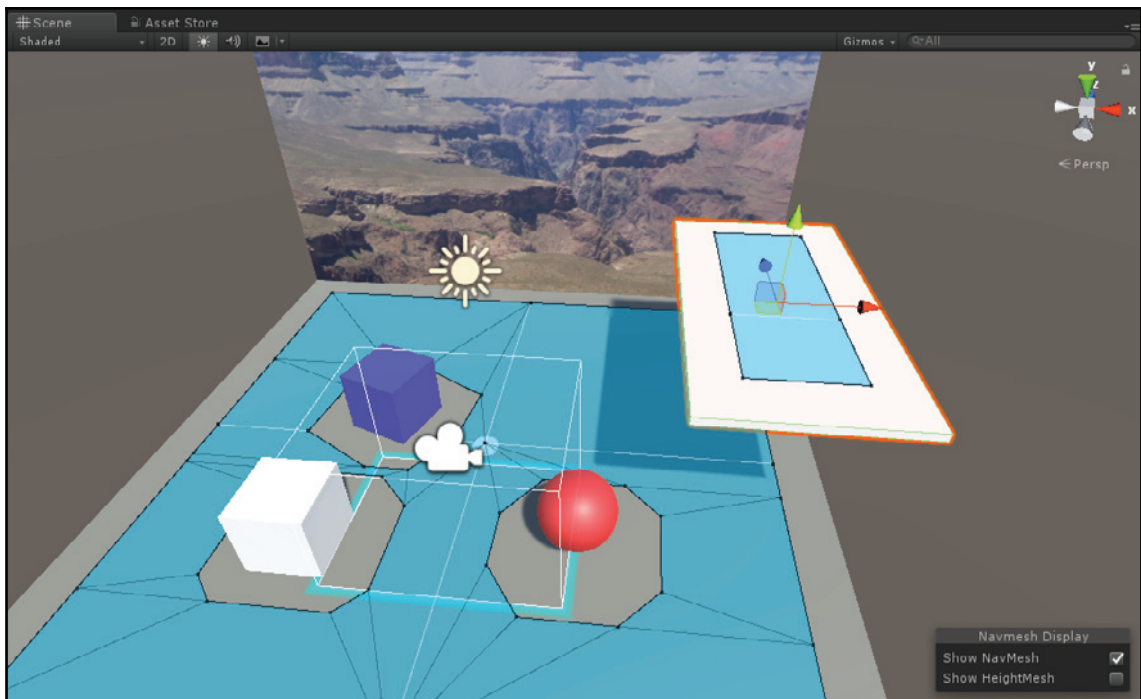 Scene
Asset Store
Shaded
2D
Gizmos
All
y
z
x
Persp
Navmesh Display
Show NavMesh
Show HeightMesh